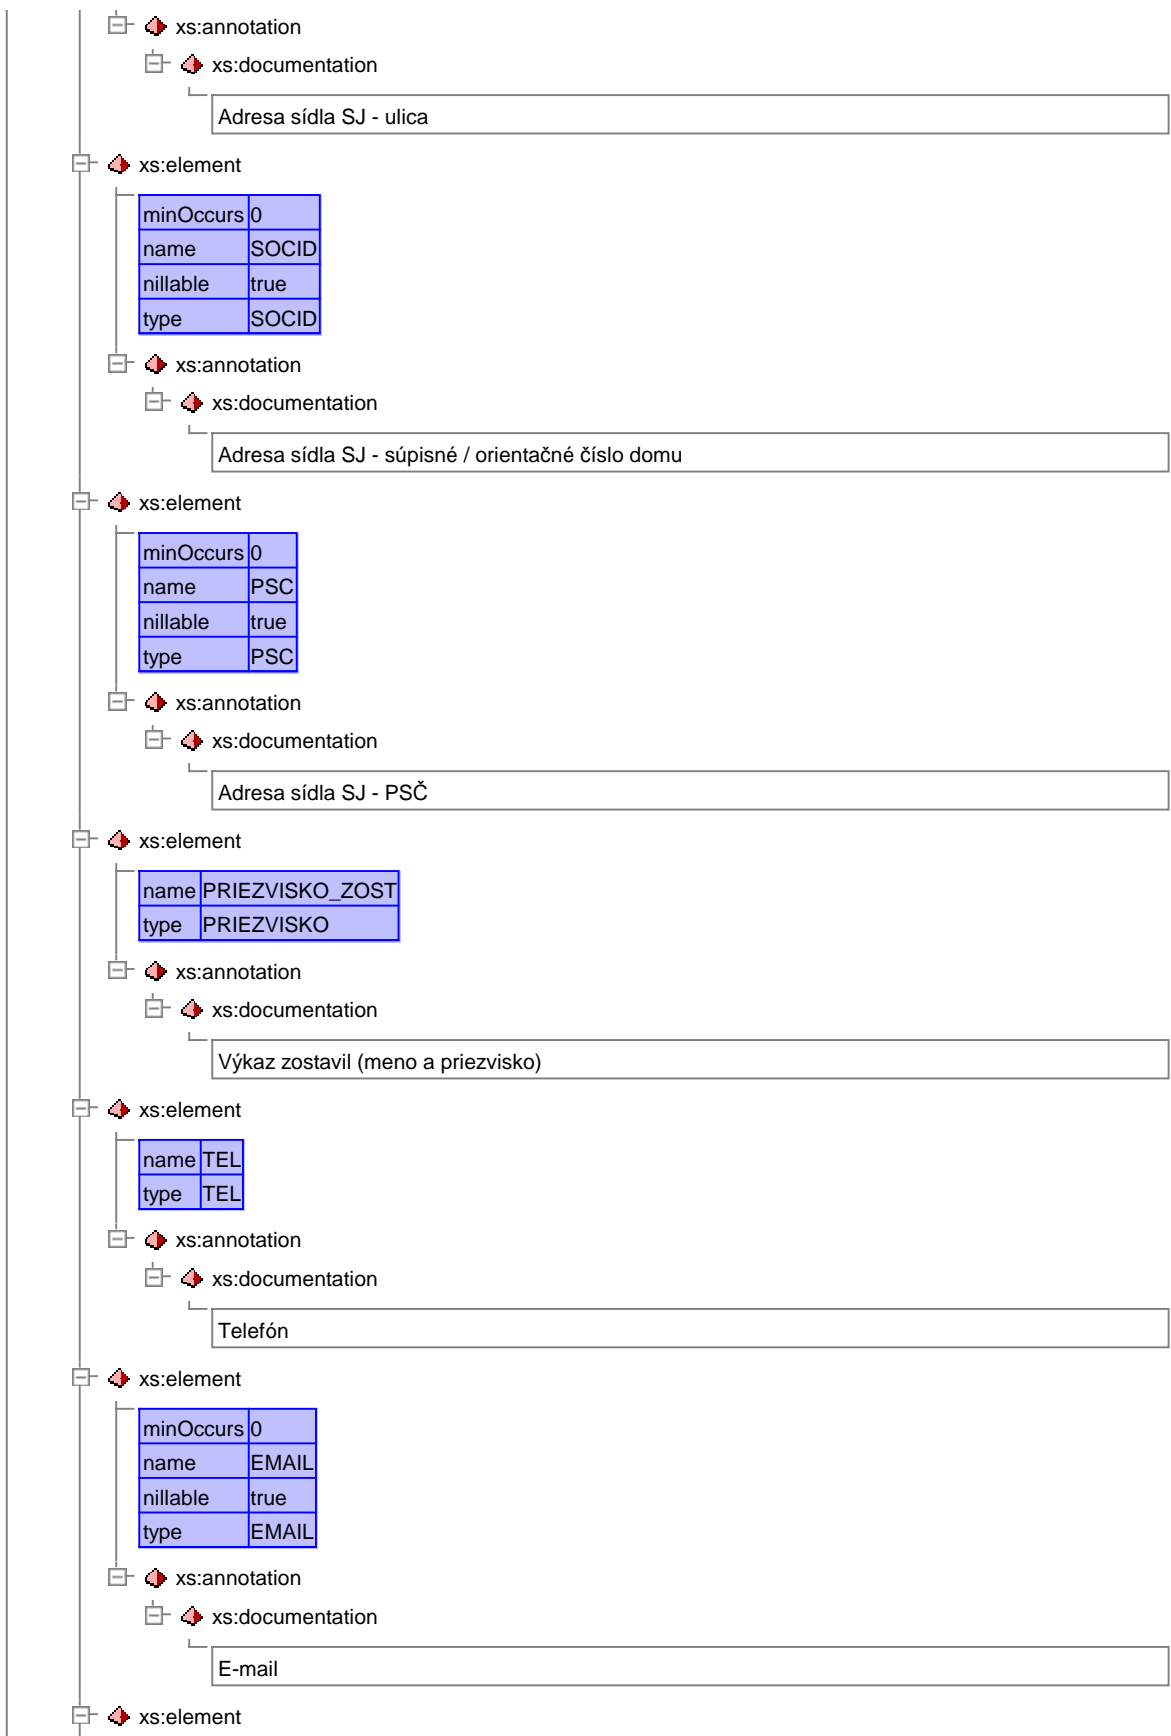 xs:annotation
xs:documentation
Adresa sídla SJ - ulica
xs:element
minOccurs 0
name SOCID
nillable true
type SOCID
xs:annotation
xs:documentation
Adresa sídla SJ - súpisné / orientačné číslo domu
xs:element
minOccurs 0
name PSC
nillable true
type PSC
xs:annotation
xs:documentation
Adresa sídla SJ - PSČ
xs:element
name PRIEZVISKO_ZOST
type PRIEZVISKO
xs:annotation
xs:documentation
Výkaz zostavil (meno a priezvisko)
xs:element
name TEL
type TEL
xs:annotation
xs:documentation
Telefón
xs:element
minOccurs 0
name EMAIL
nillable true
type EMAIL
xs:annotation
xs:documentation
E-mail
xs:element